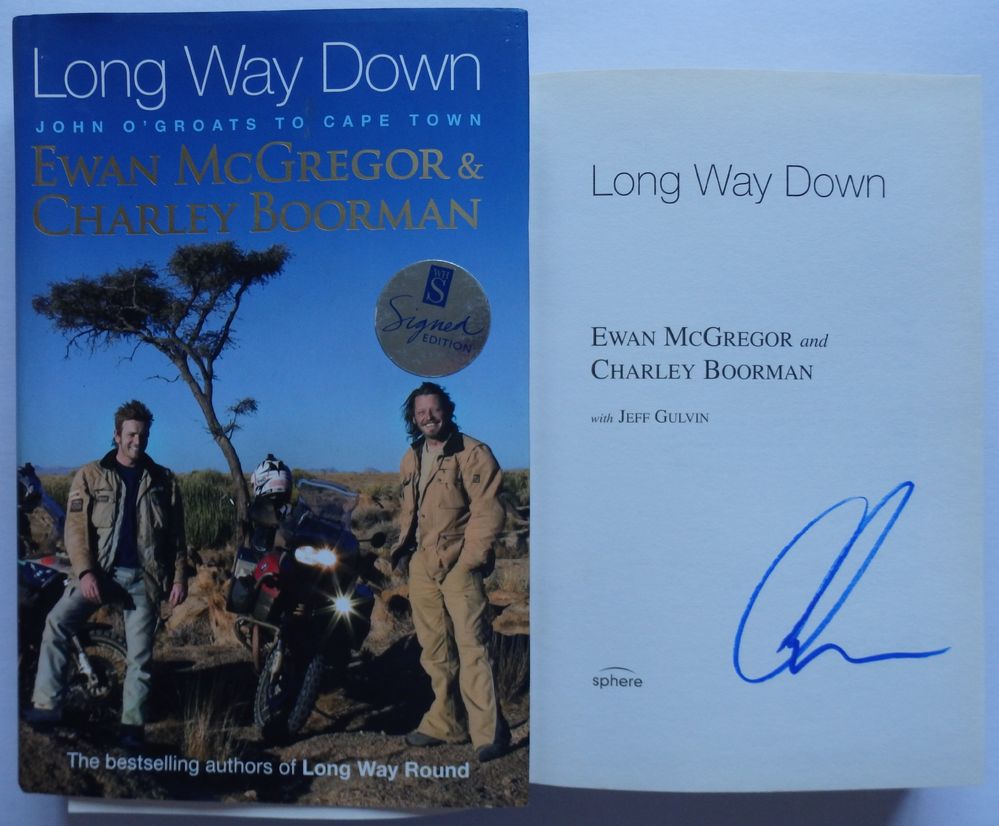 Long Way Down
JOHN O'GROATS TO CAPE TOWN
EWAN MCGREGOR &
CHARLEY BOORMAN
WH
S
Signed
EDITION
The bestselling authors of Long Way Round
Long Way Down
EWAN MCGREGOR and
CHARLEY BOORMAN
with JEFF GULVIN
sphere